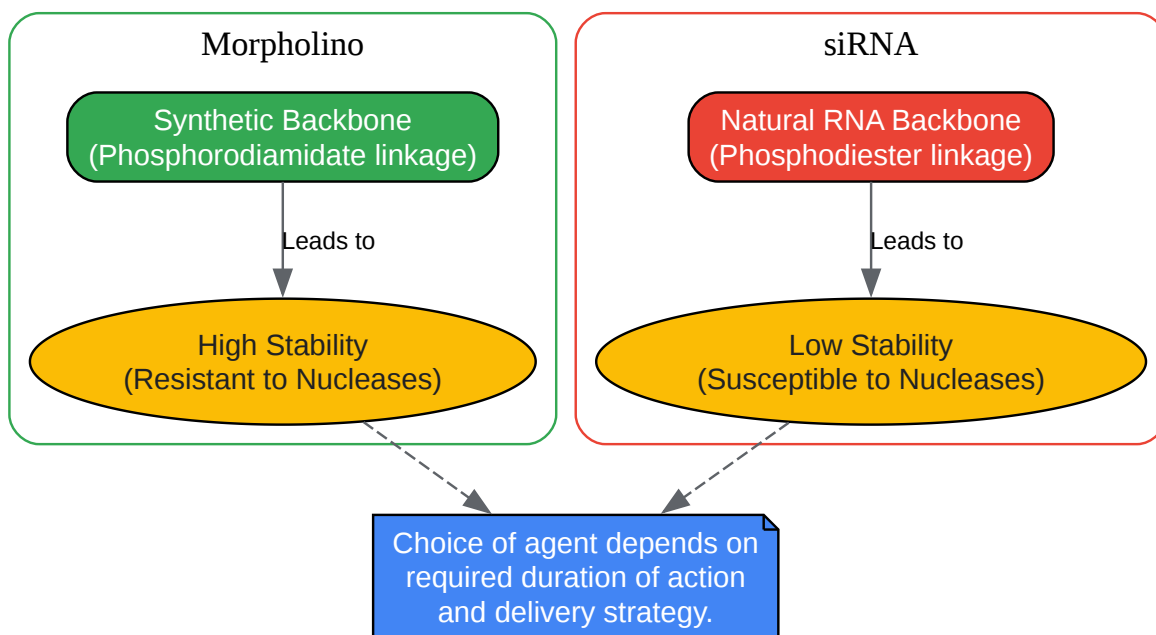 Morpholino
Synthetic Backbone
(Phosphorodiamidate linkage)
Leads to
High Stability
(Resistant to Nucleases)
siRNA
Natural RNA Backbone
(Phosphodiester linkage)
Leads to
Low Stability
(Susceptible to Nucleases)
Choice of agent depends on
required duration of action
and delivery strategy.